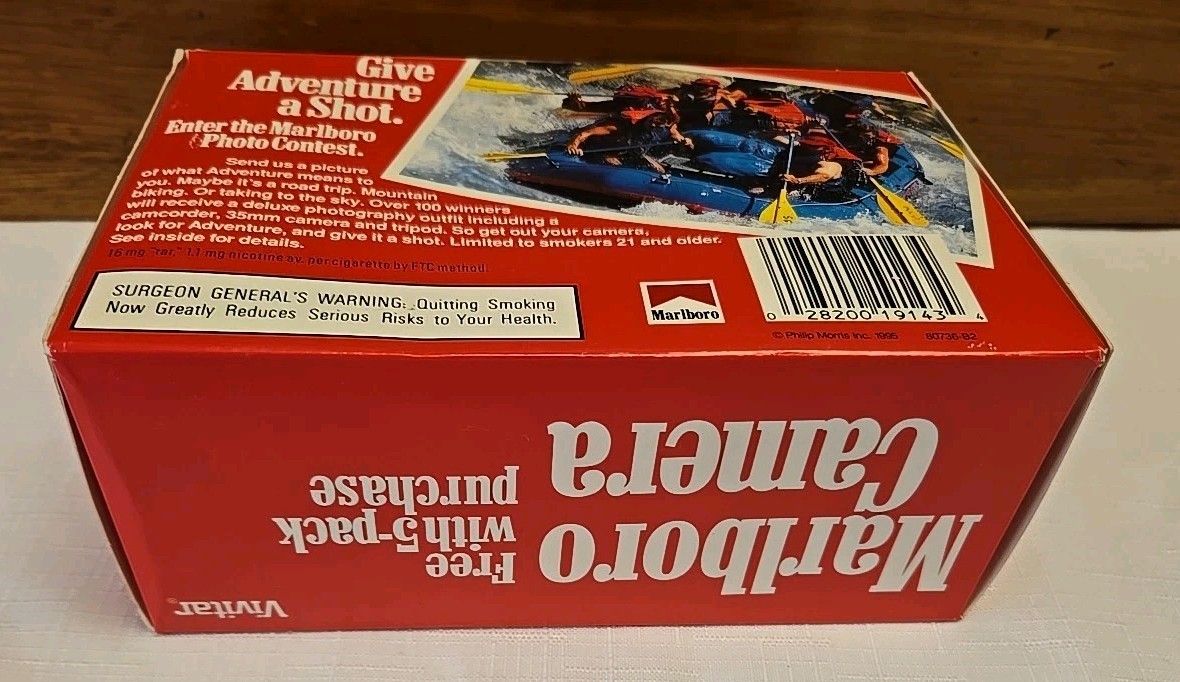 Give
Adventure
a Shot.
Enter the Marlboro
Photo Contest.
Send us a picture
of what Adventure means to
you. Maybe it's a road trip. Mountain
biking. Or taking to the sky. Over 100 winners
will receive a deluxe photography outfit including a
camcorder, 35mm camera and tripod. So get out your camera,
look for Adventure, and give it a shot. Limited to smokers 21 and older.
See inside for details.
16 mg "tar," 1.1 mg nicotine av. per cigarette by FTC method.
SURGEON GENERAL'S WARNING: Quitting Smoking
Now Greatly Reduces Serious Risks to Your Health.
Marlboro
0 28200 19143 4
© Philip Morris Inc. 1995 80736-B2
Marlboro
Camera
Free
with 5-pack
purchase
Vivitar®